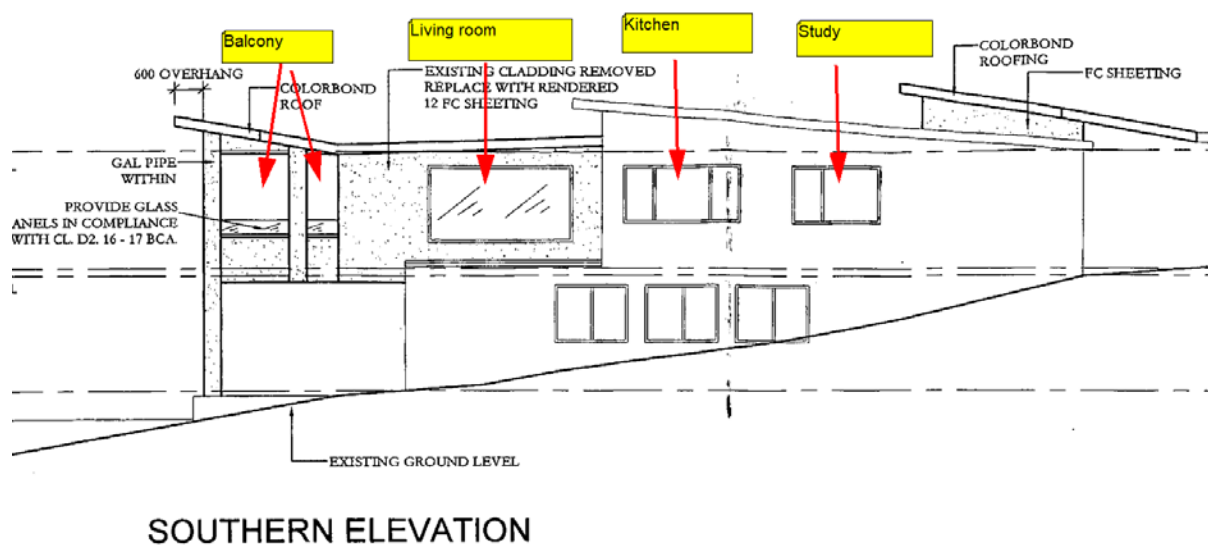 Balcony
Living room
Kitchen
Study
600 OVERHANG
COLORBOND
ROOF
EXISTING CLADDING REMOVED
REPLACE WITH RENDERED
12 FC SHEETING
COLORBOND
ROOFING
FC SHEETING
GAL PIPE
WITHIN
PROVIDE GLASS
ANELS IN COMPLIANCE
WITH CL. D2. 16 - 17 BCA.
EXISTING GROUND LEVEL
SOUTHERN ELEVATION